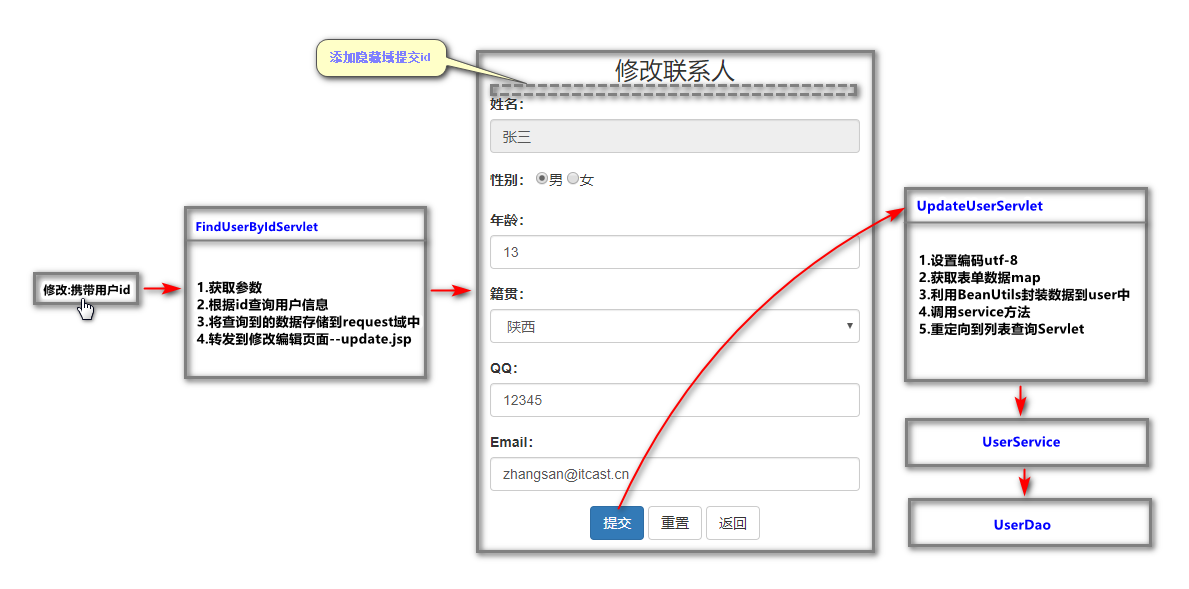 添加隐藏域提交id
修改:携带用户id
FindUserByIdServlet
1.获取参数
2.根据id查询用户信息
3.将查询到的数据存储到request域中
4.转发到修改编辑页面--update.jsp
修改联系人
姓名:
张三
性别: 男 女
年龄:
13
籍贯:
陕西
QQ:
12345
Email:
zhangsan@itcast.cn
提交 重置 返回
UpdateUserServlet
1.设置编码utf-8
2.获取表单数据map
3.利用BeanUtils封装数据到user中
4.调用service方法
5.重定向到列表查询Servlet
UserService
UserDao